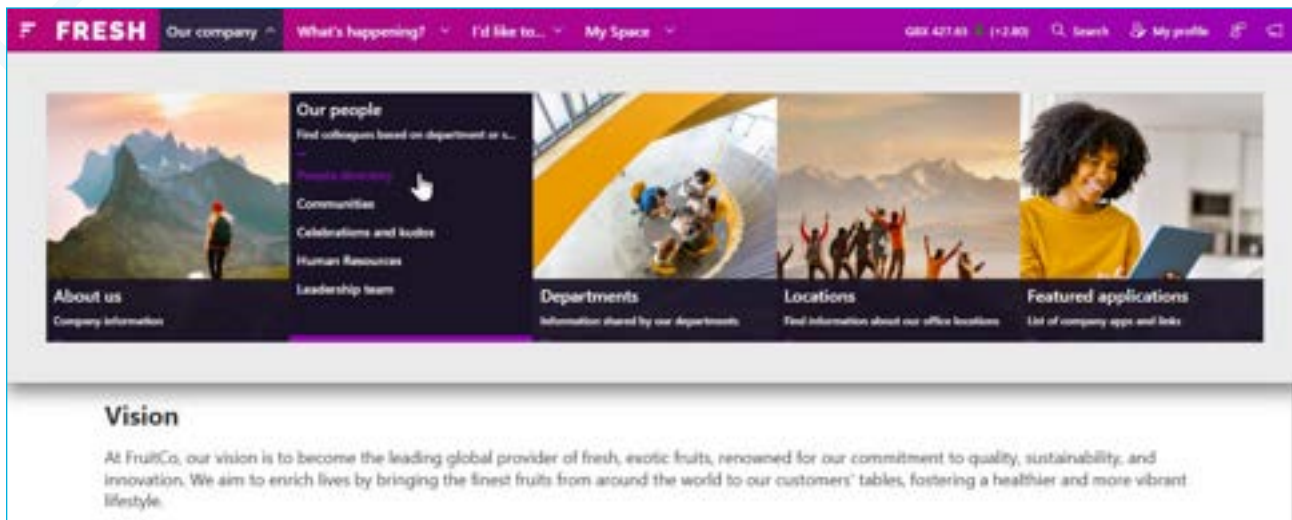 FRESH
Our company
What's happening?
I'd like to...
My Space
GBX 427.65 (+2.80)
Search
My profile
Our people
Find colleagues based on department or s...
People directory
Communities
Celebrations and kudos
Human Resources
Leadership team
About us
Company information
Departments
Information shared by our departments
Locations
Find information about our office locations
Featured applications
List of company apps and links
Vision
At FruitCo, our vision is to become the leading global provider of fresh, exotic fruits, renowned for our commitment to quality, sustainability, and
innovation. We aim to enrich lives by bringing the finest fruits from around the world to our customers' tables, fostering a healthier and more vibrant
lifestyle.